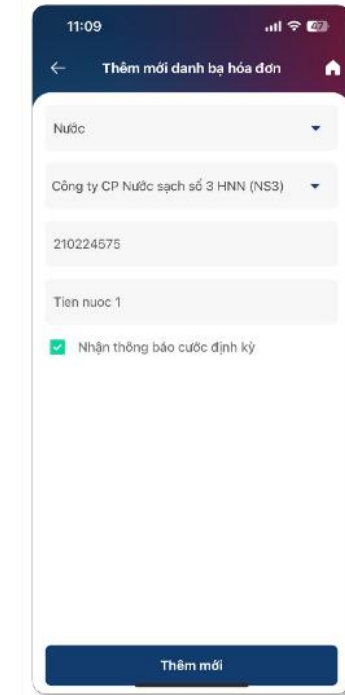 11:09
47
Thêm mới danh bạ hóa đơn
Nước
Công ty CP Nước sạch số 3 HNN (NS3)
210224575
Tien nuoc 1
Nhận thông báo cước định kỳ
Thêm mới